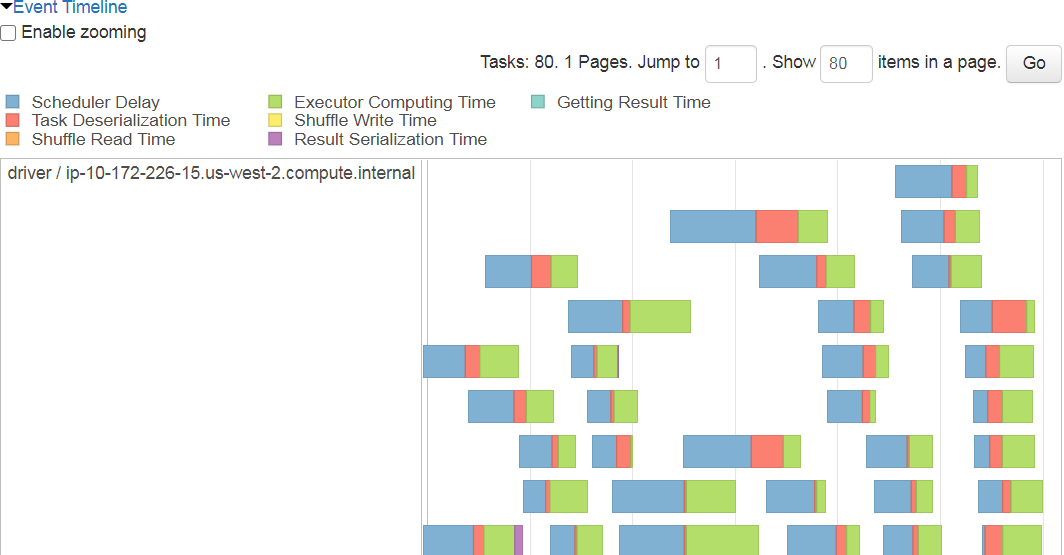 Event Timeline
Enable zooming
Tasks: 80. 1 Pages. Jump to 1 . Show 80 items in a page. Go
Scheduler Delay
Task Deserialization Time
Shuffle Read Time
Executor Computing Time
Shuffle Write Time
Result Serialization Time
Getting Result Time
driver / ip-10-172-226-15.us-west-2.compute.internal